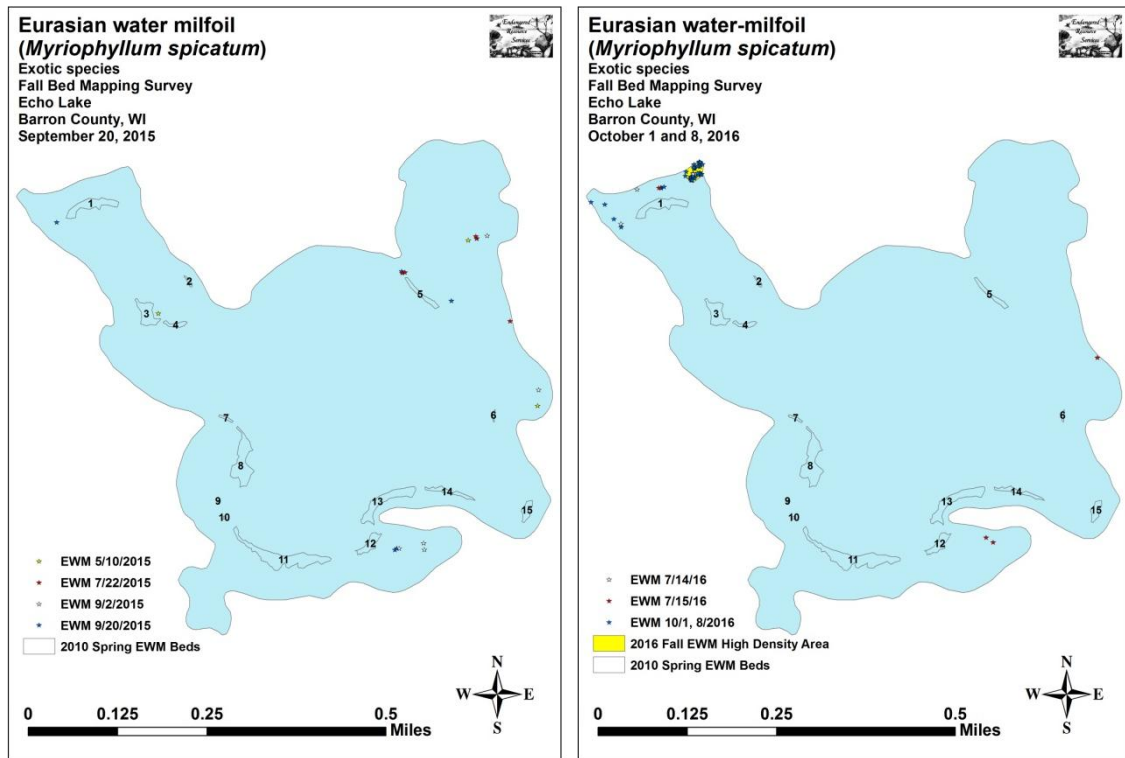 Eurasian water milfoil
(Myriophyllum spicatum)
Exotic species
Fall Bed Mapping Survey
Echo Lake
Barron County, WI
September 20, 2015
Endangered
Resource
Services
1
2
3
4
5
6
7
8
9
10
11
12
13
14
15
EWM 5/10/2015
EWM 7/22/2015
EWM 9/2/2015
EWM 9/20/2015
2010 Spring EWM Beds
N
W E
S
0 0.125 0.25 0.5
Miles
Eurasian water-milfoil
(Myriophyllum spicatum)
Exotic species
Fall Bed Mapping Survey
Echo Lake
Barron County, WI
October 1 and 8, 2016
Endangered
Resource
Services
1
2
3
4
5
6
7
8
9
10
11
12
13
14
15
EWM 7/14/16
EWM 7/15/16
EWM 10/1, 8/2016
2016 Fall EWM High Density Area
2010 Spring EWM Beds
N
W E
S
0 0.125 0.25 0.5
Miles